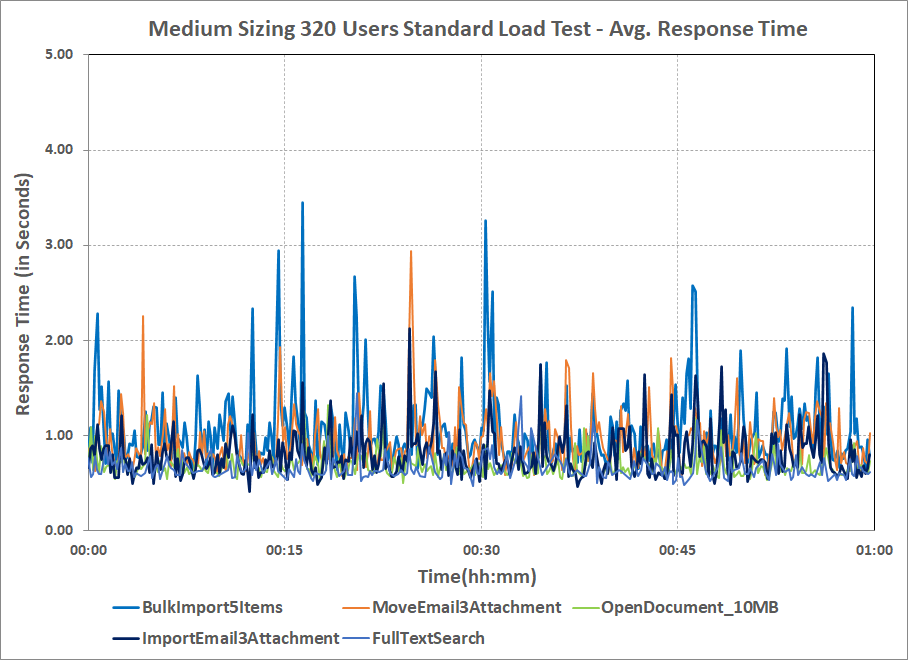 Medium Sizing 320 Users Standard Load Test - Avg. Response Time
5.00
4.00
3.00
2.00
1.00
0.00
Response Time (in Seconds)
00:00 00:15 00:30 00:45 01:00
Time(hh:mm)
BulkImport5Items MoveEmail3Attachment OpenDocument_10MB
ImportEmail3Attachment FullTextSearch